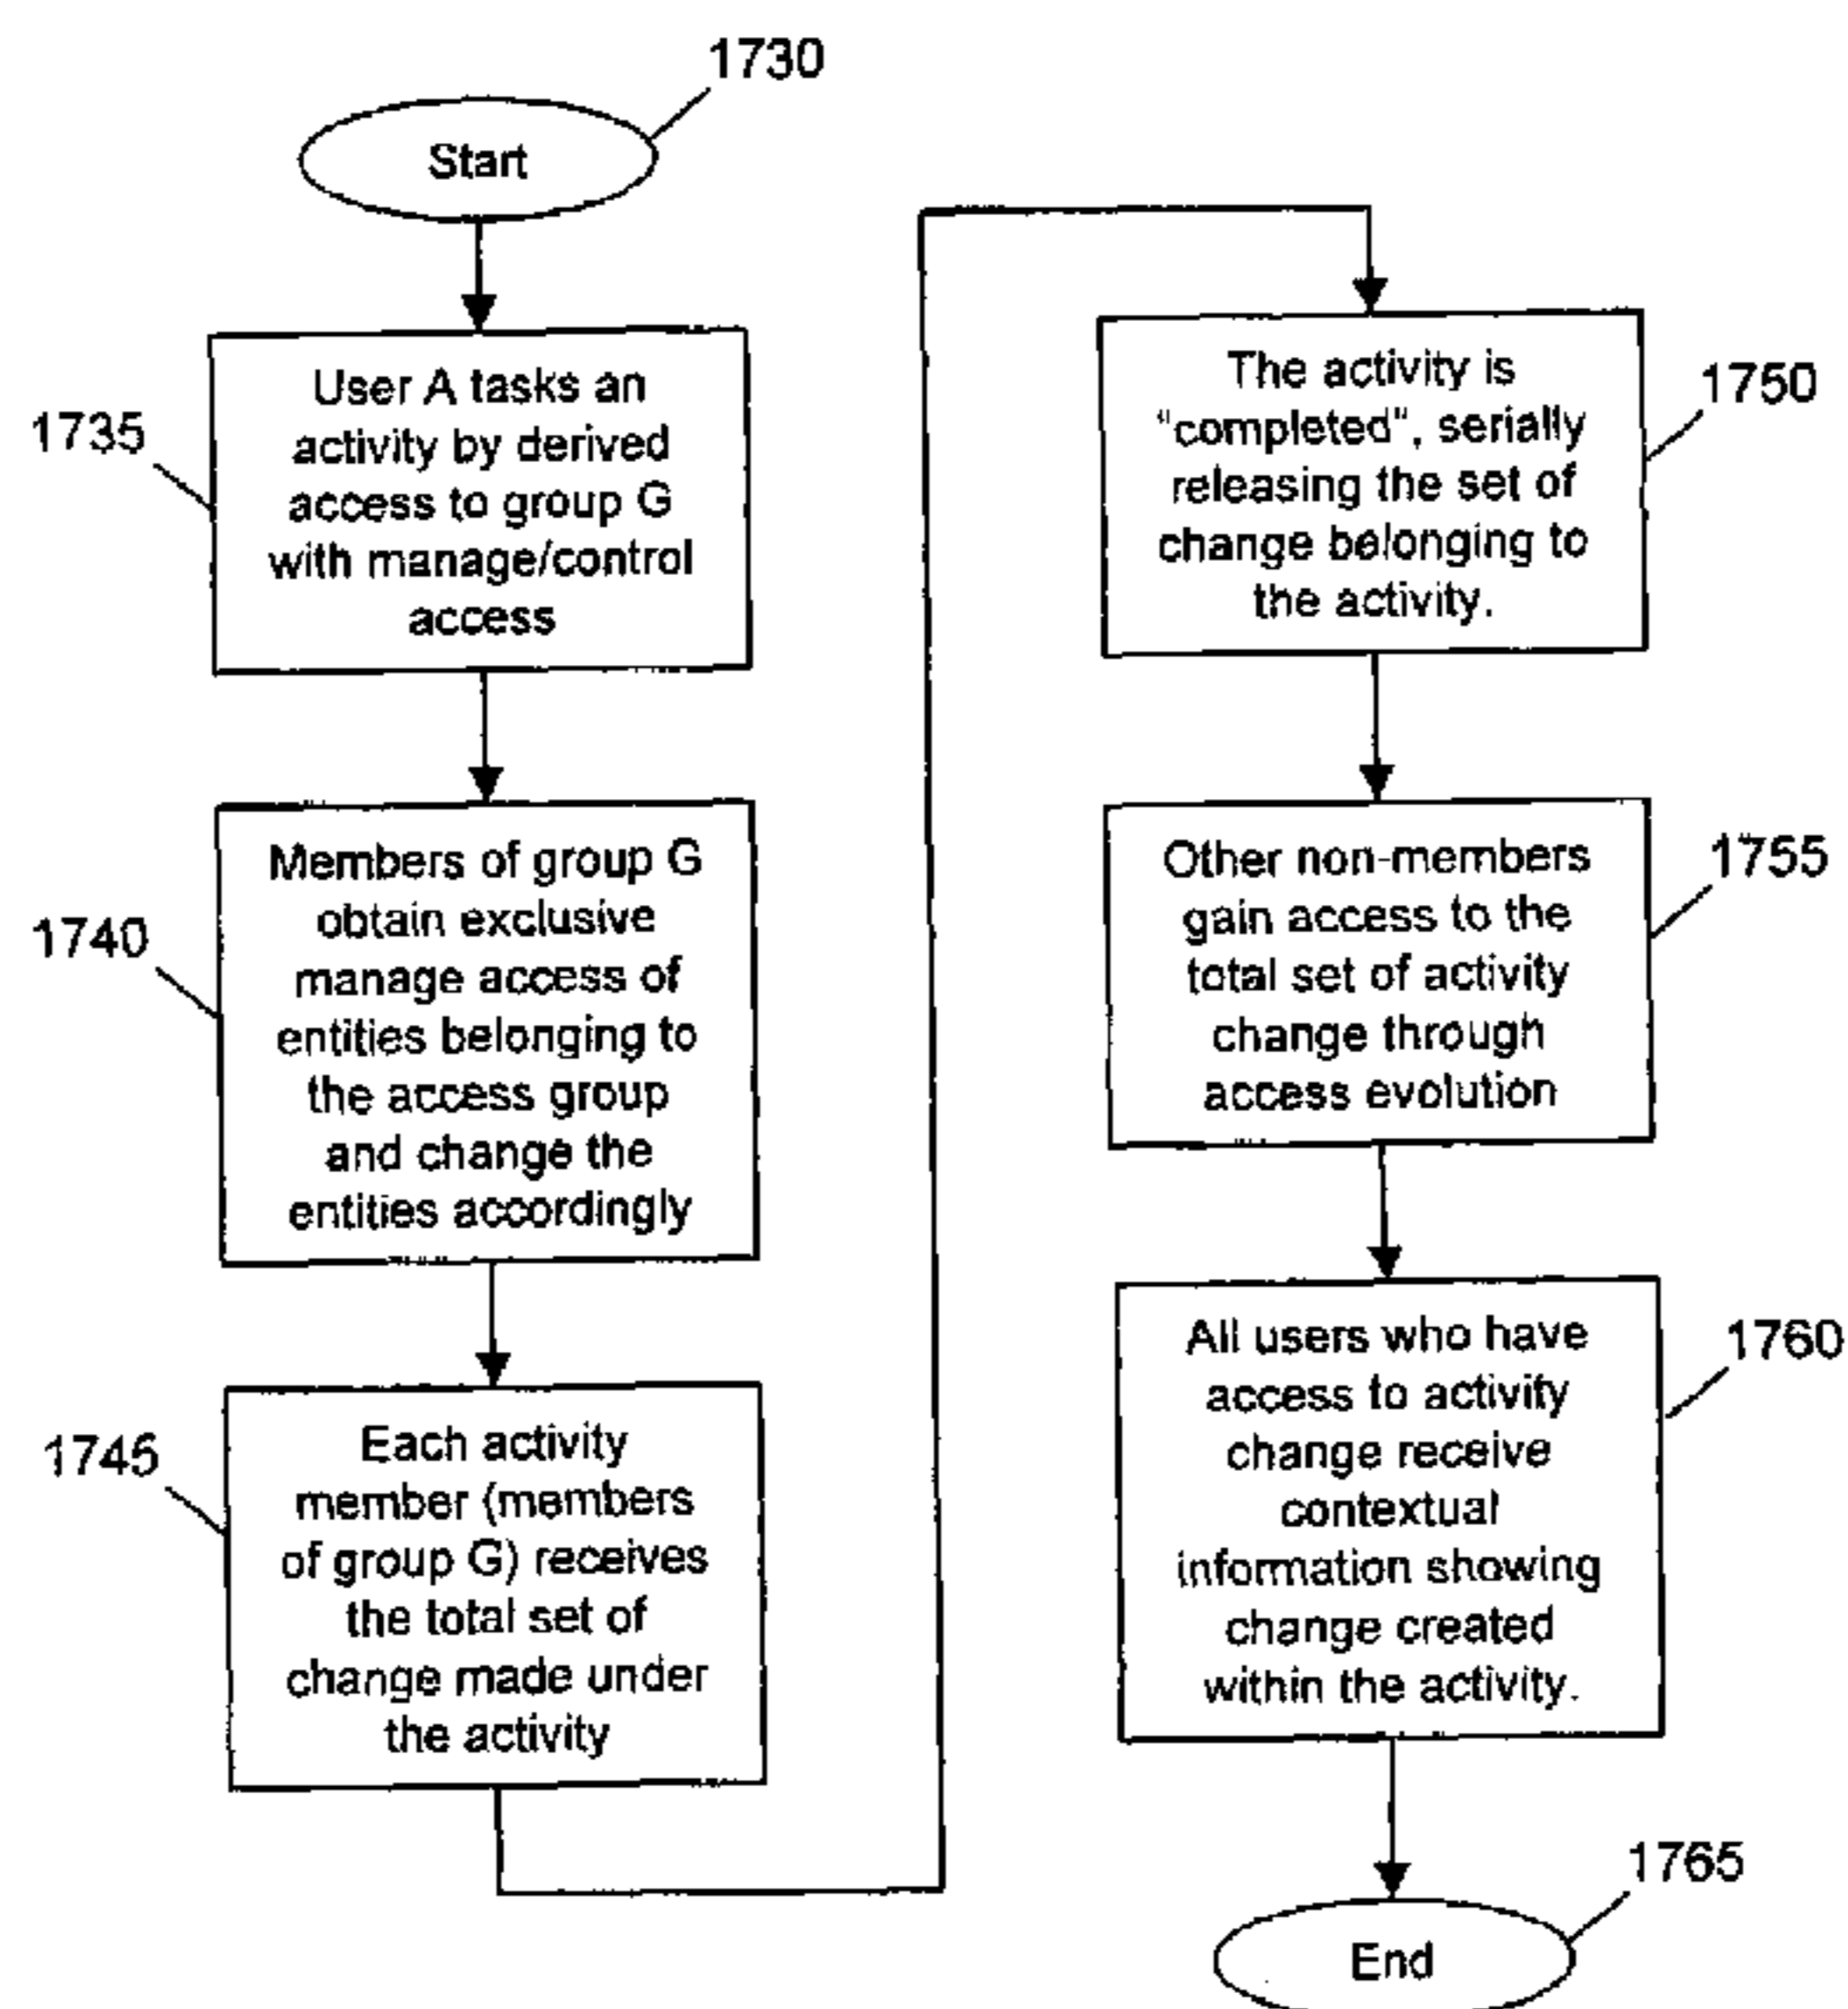 1730
Start
1735
User A tasks an
activity by derived
access to group G
with manage/control
access
1740
Members of group G
obtain exclusive
manage access of
entities belonging to
the access group
and change the
entities accordingly
1745
Each activity
member (members
of group G) receives
the total set of
change made under
the activity
1750
The activity is
"completed", serially
releasing the set of
change belonging to
the activity.
1755
Other non-members
gain access to the
total set of activity
change through
access evolution
1760
All users who have
access to activity
change receive
contextual
information showing
change created
within the activity.
1765
End